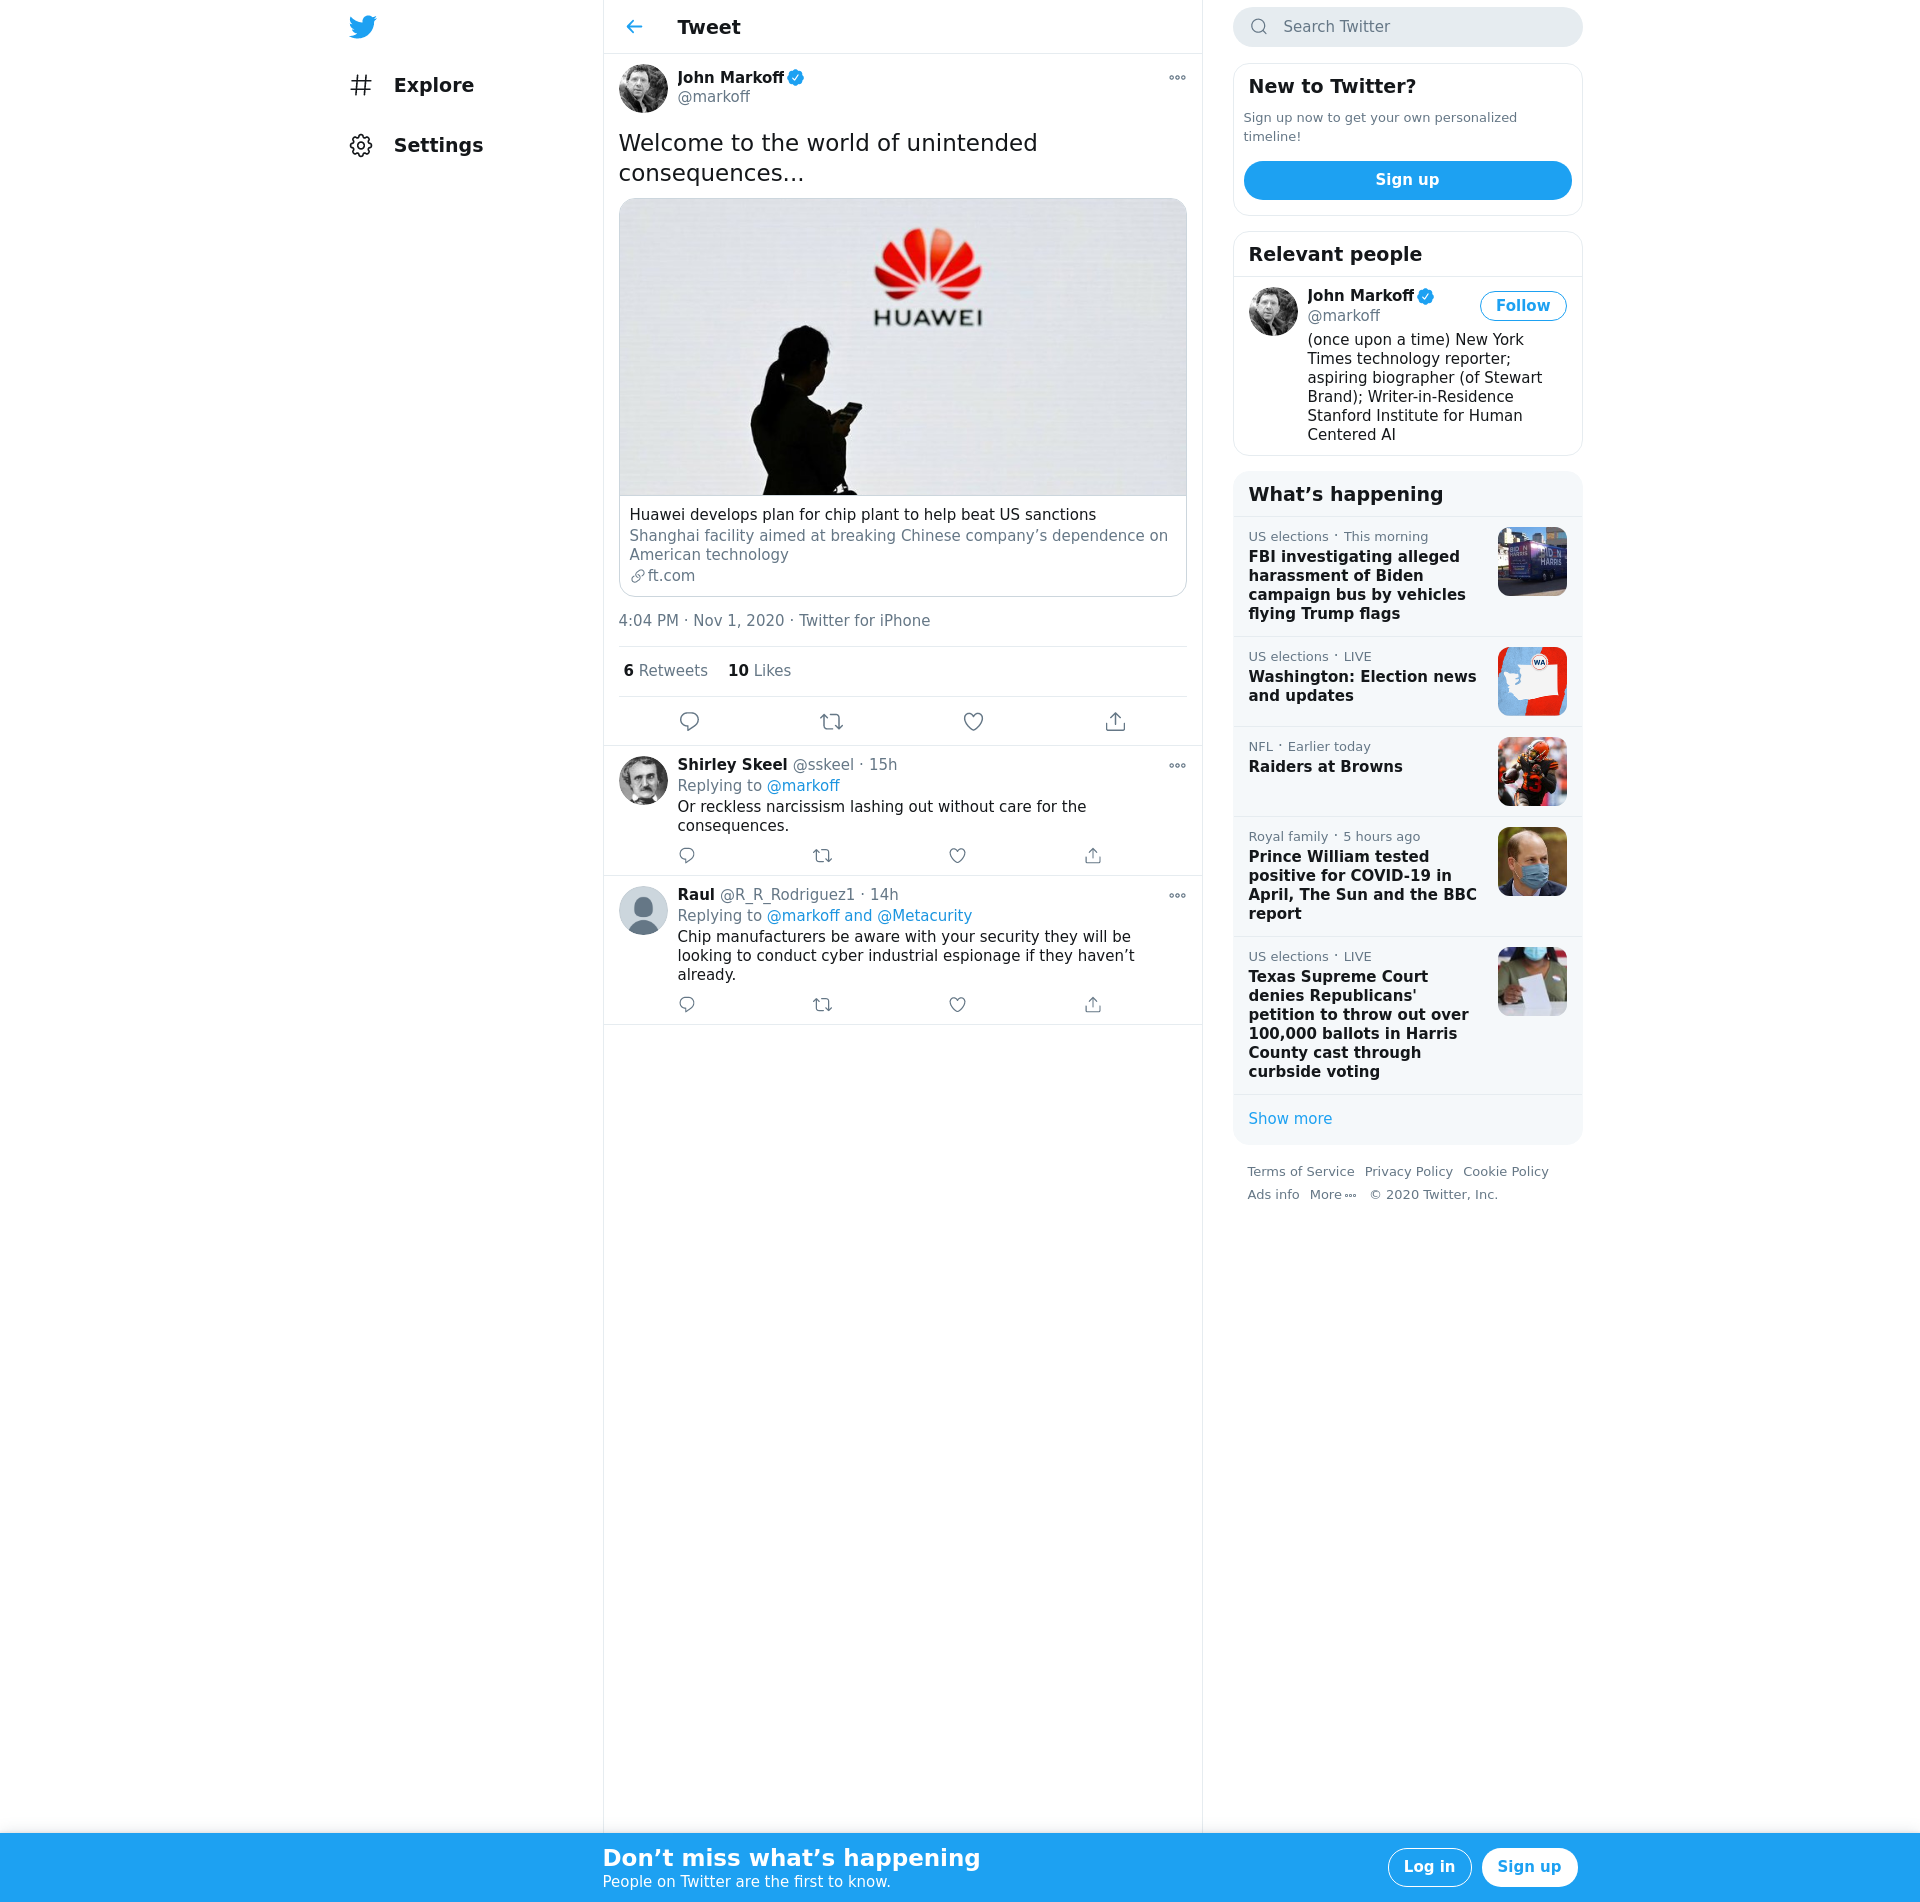 Explore
Settings
Tweet
John Markoff
@markoff
Welcome to the world of unintended
consequences...
HUAWEI
Huawei develops plan for chip plant to help beat US sanctions
Shanghai facility aimed at breaking Chinese company’s dependence on
American technology
ft.com
4:04 PM · Nov 1, 2020 · Twitter for iPhone
6 Retweets 10 Likes
Shirley Skeel @sskeel · 15h
Replying to @markoff
Or reckless narcissism lashing out without care for the
consequences.
Raul @R_R_Rodriguez1 · 14h
Replying to @markoff and @Metacurity
Chip manufacturers be aware with your security they will be
looking to conduct cyber industrial espionage if they haven’t
already.
Search Twitter
New to Twitter?
Sign up now to get your own personalized
timeline!
Sign up
Relevant people
John Markoff
@markoff
Follow
(once upon a time) New York
Times technology reporter;
aspiring biographer (of Stewart
Brand); Writer-in-Residence
Stanford Institute for Human
Centered AI
What’s happening
US elections · This morning
FBI investigating alleged
harassment of Biden
campaign bus by vehicles
flying Trump flags
HARRIS
US elections · LIVE
Washington: Election news
and updates
WA
NFL · Earlier today
Raiders at Browns
Royal family · 5 hours ago
Prince William tested
positive for COVID-19 in
April, The Sun and the BBC
report
US elections · LIVE
Texas Supreme Court
denies Republicans'
petition to throw out over
100,000 ballots in Harris
County cast through
curbside voting
Show more
Terms of Service Privacy Policy Cookie Policy
Ads info More © 2020 Twitter, Inc.
Don’t miss what’s happening
People on Twitter are the first to know.
Log in
Sign up